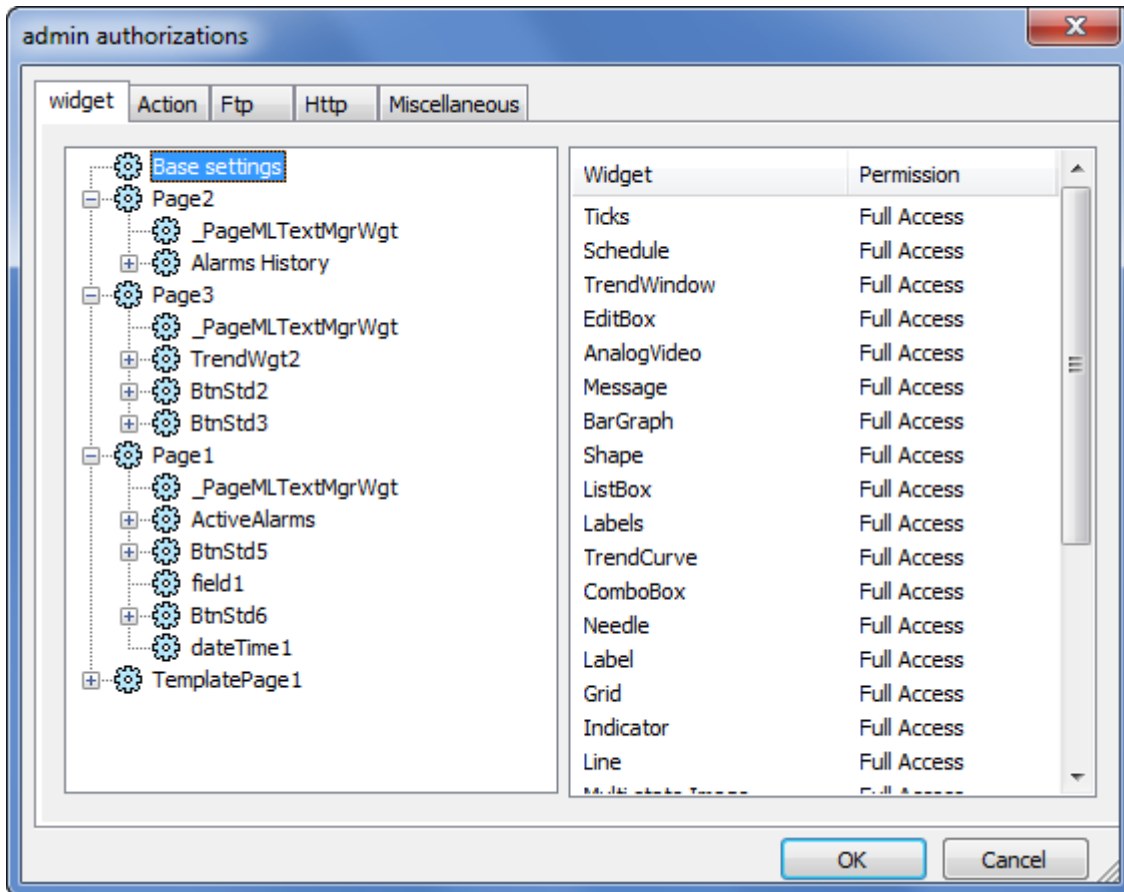 admin authorizations
widget Action Ftp Http Miscellaneous
Base settings
Page2
_PageMLTextMgrWgt
Alarms History
Page3
_PageMLTextMgrWgt
TrendWgt2
BtnStd2
BtnStd3
Page1
_PageMLTextMgrWgt
ActiveAlarms
BtnStd5
field1
BtnStd6
dateTime1
TemplatePage1
Widget Permission
Ticks Full Access
Schedule Full Access
TrendWindow Full Access
EditBox Full Access
AnalogVideo Full Access
Message Full Access
BarGraph Full Access
Shape Full Access
ListBox Full Access
Labels Full Access
TrendCurve Full Access
ComboBox Full Access
Needle Full Access
Label Full Access
Grid Full Access
Indicator Full Access
Line Full Access
OK Cancel